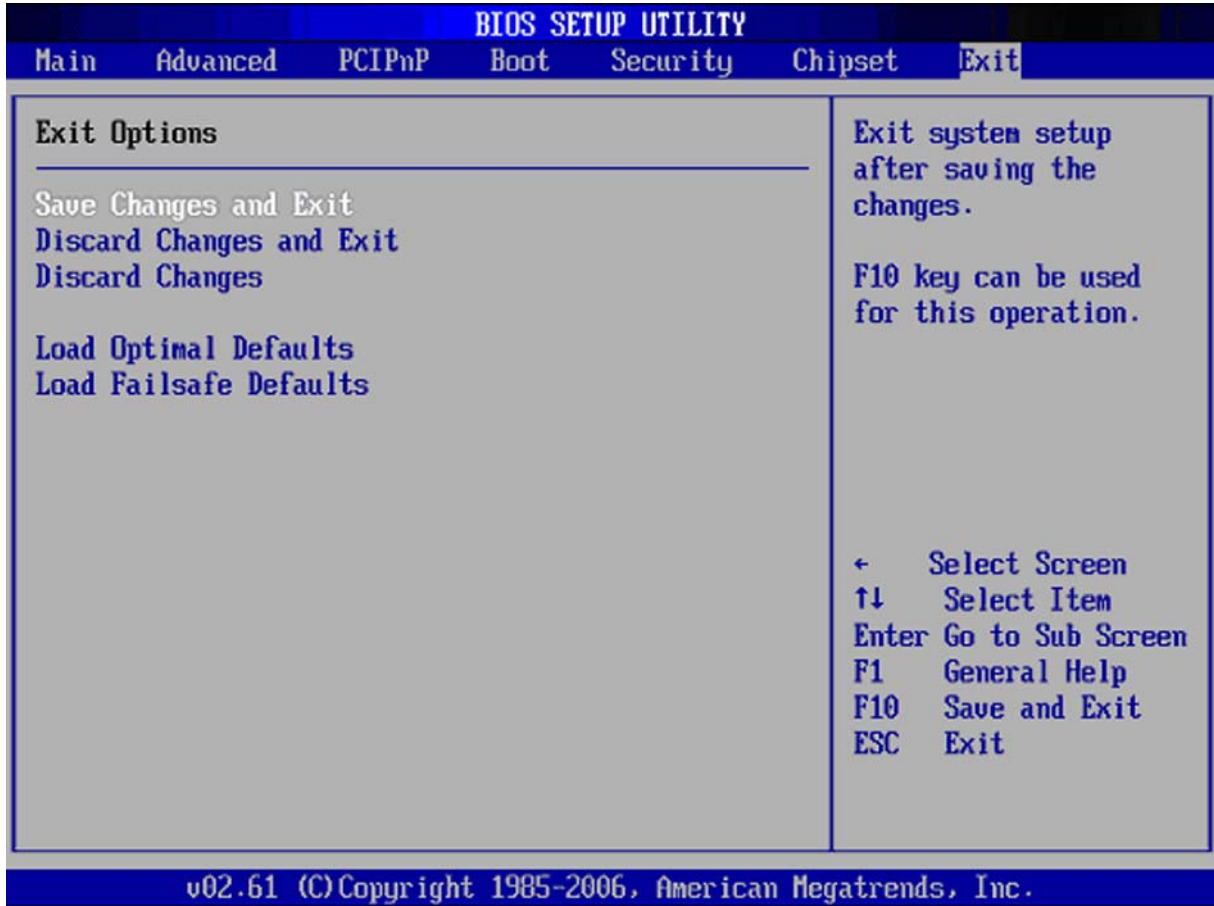 BIOS SETUP UTILITY
Main Advanced PCIPnP Boot Security Chipset Exit
Exit Options
Save Changes and Exit
Discard Changes and Exit
Discard Changes
Load Optimal Defaults
Load Failsafe Defaults
Exit system setup
after saving the
changes.
F10 key can be used
for this operation.
← Select Screen
↑↓ Select Item
Enter Go to Sub Screen
F1 General Help
F10 Save and Exit
ESC Exit
v02.61 (C)Copyright 1985-2006, American Megatrends, Inc.